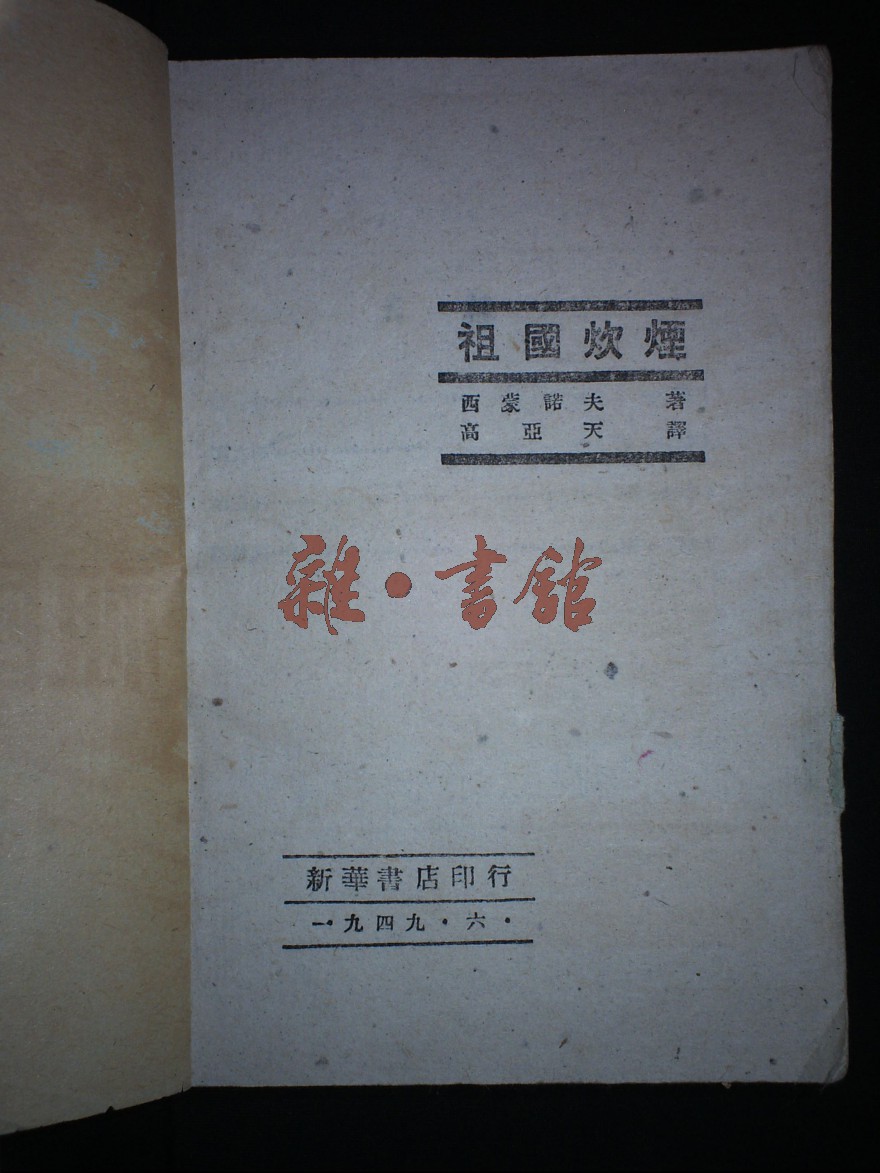 祖國炊煙
西蒙諾夫 著
高亞天 譯
雜·書館
新華書店印行
一九四九·六·